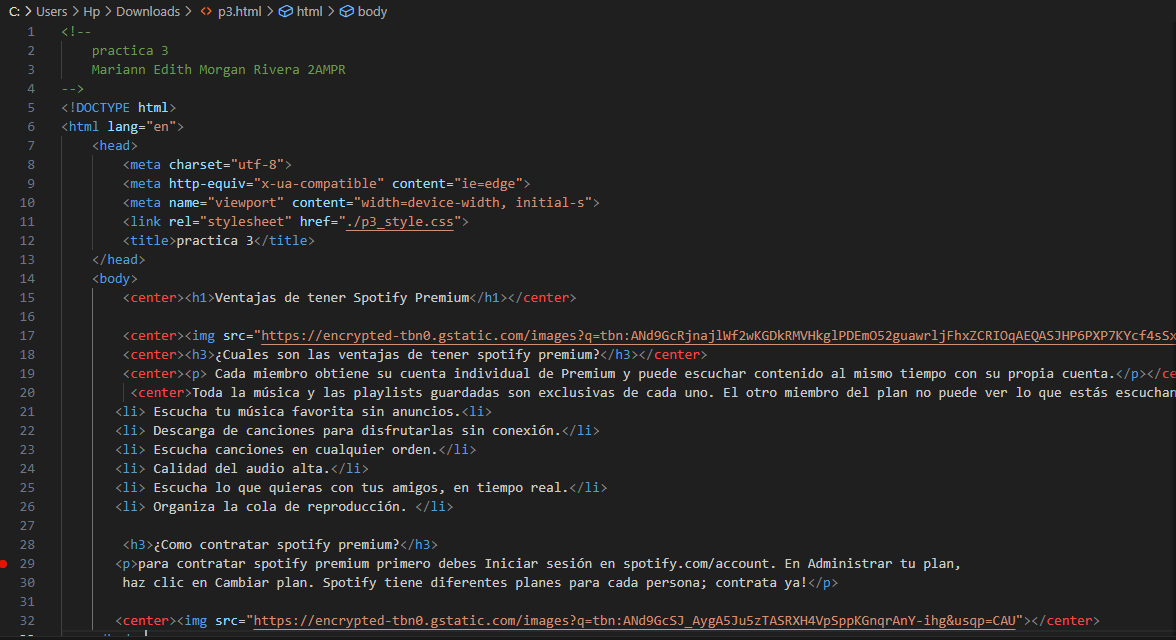 C: > Users > Hp > Downloads > <> p3.html > html > body
1 <!--
2 practica 3
3 Mariann Edith Morgan Rivera 2AMPR
4 -->
5 <!DOCTYPE html>
6 <html lang="en">
7 <head>
8 <meta charset="utf-8">
9 <meta http-equiv="x-ua-compatible" content="ie=edge">
10 <meta name="viewport" content="width=device-width, initial-s">
11 <link rel="stylesheet" href="./p3_style.css">
12 <title>practica 3</title>
13 </head>
14 <body>
15 <center><h1>Ventajas de tener Spotify Premium</h1></center>
16
17 <center><img src="https://encrypted-tbn0.gstatic.com/images?q=tbn:ANd9GcRjnajlWf2wKGDkRMVHkglPDEmO52guawrljFhxZCRIOqAEQASJHP6PXP7KYcf4sSx
18 <center><h3>¿Cuales son las ventajas de tener spotify premium?</h3></center>
19 <center><p> Cada miembro obtiene su cuenta individual de Premium y puede escuchar contenido al mismo tiempo con su propia cuenta.</p></ce
20 <center>Toda la música y las playlists guardadas son exclusivas de cada uno. El otro miembro del plan no puede ver lo que estás escuchan
21 <li> Escucha tu música favorita sin anuncios.<li>
22 <li> Descarga de canciones para disfrutarlas sin conexión.</li>
23 <li> Escucha canciones en cualquier orden.</li>
24 <li> Calidad del audio alta.</li>
25 <li> Escucha lo que quieras con tus amigos, en tiempo real.</li>
26 <li> Organiza la cola de reproducción. </li>
27
28 <h3>¿Como contratar spotify premium?</h3>
29 <p>para contratar spotify premium primero debes Iniciar sesión en spotify.com/account. En Administrar tu plan,
30 haz clic en Cambiar plan. Spotify tiene diferentes planes para cada persona; contrata ya!</p>
31
32 <center><img src="https://encrypted-tbn0.gstatic.com/images?q=tbn:ANd9GcSJ_AygA5Ju5zTASRXH4VpSppKGnqrAnY-ihg&usqp=CAU"></center>